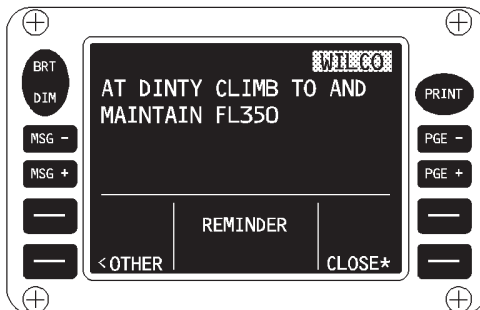 BRT
DIM
MSG -
MSG +
WILCO
AT DINTY CLIMB TO AND
MAINTAIN FL350
REMINDER
<OTHER
CLOSE*
PRINT
PGE -
PGE +